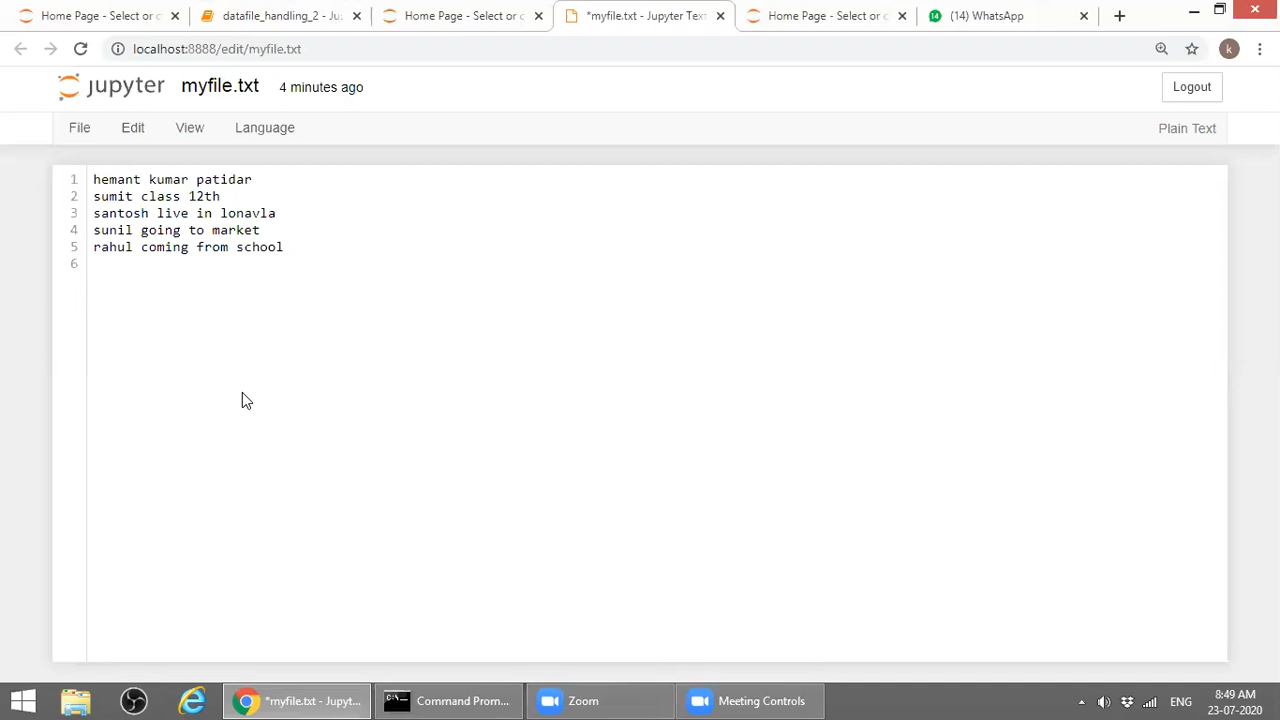 Home Page - Select or c
datafile_handling_2 - Ju
Home Page - Select or c
*myfile.txt - Jupyter Text
Home Page - Select or c
14
(14) WhatsApp
localhost:8888/edit/myfile.txt
k
jupyter myfile.txt 4 minutes ago
Logout
File Edit View Language
Plain Text
1 hemant kumar patidar
2 sumit class 12th
3 santosh live in lonavla
4 sunil going to market
5 rahul coming from school
6
*myfile.txt - Jupyt...
Command Prom...
Zoom
Meeting Controls
ENG
8:49 AM
23-07-2020